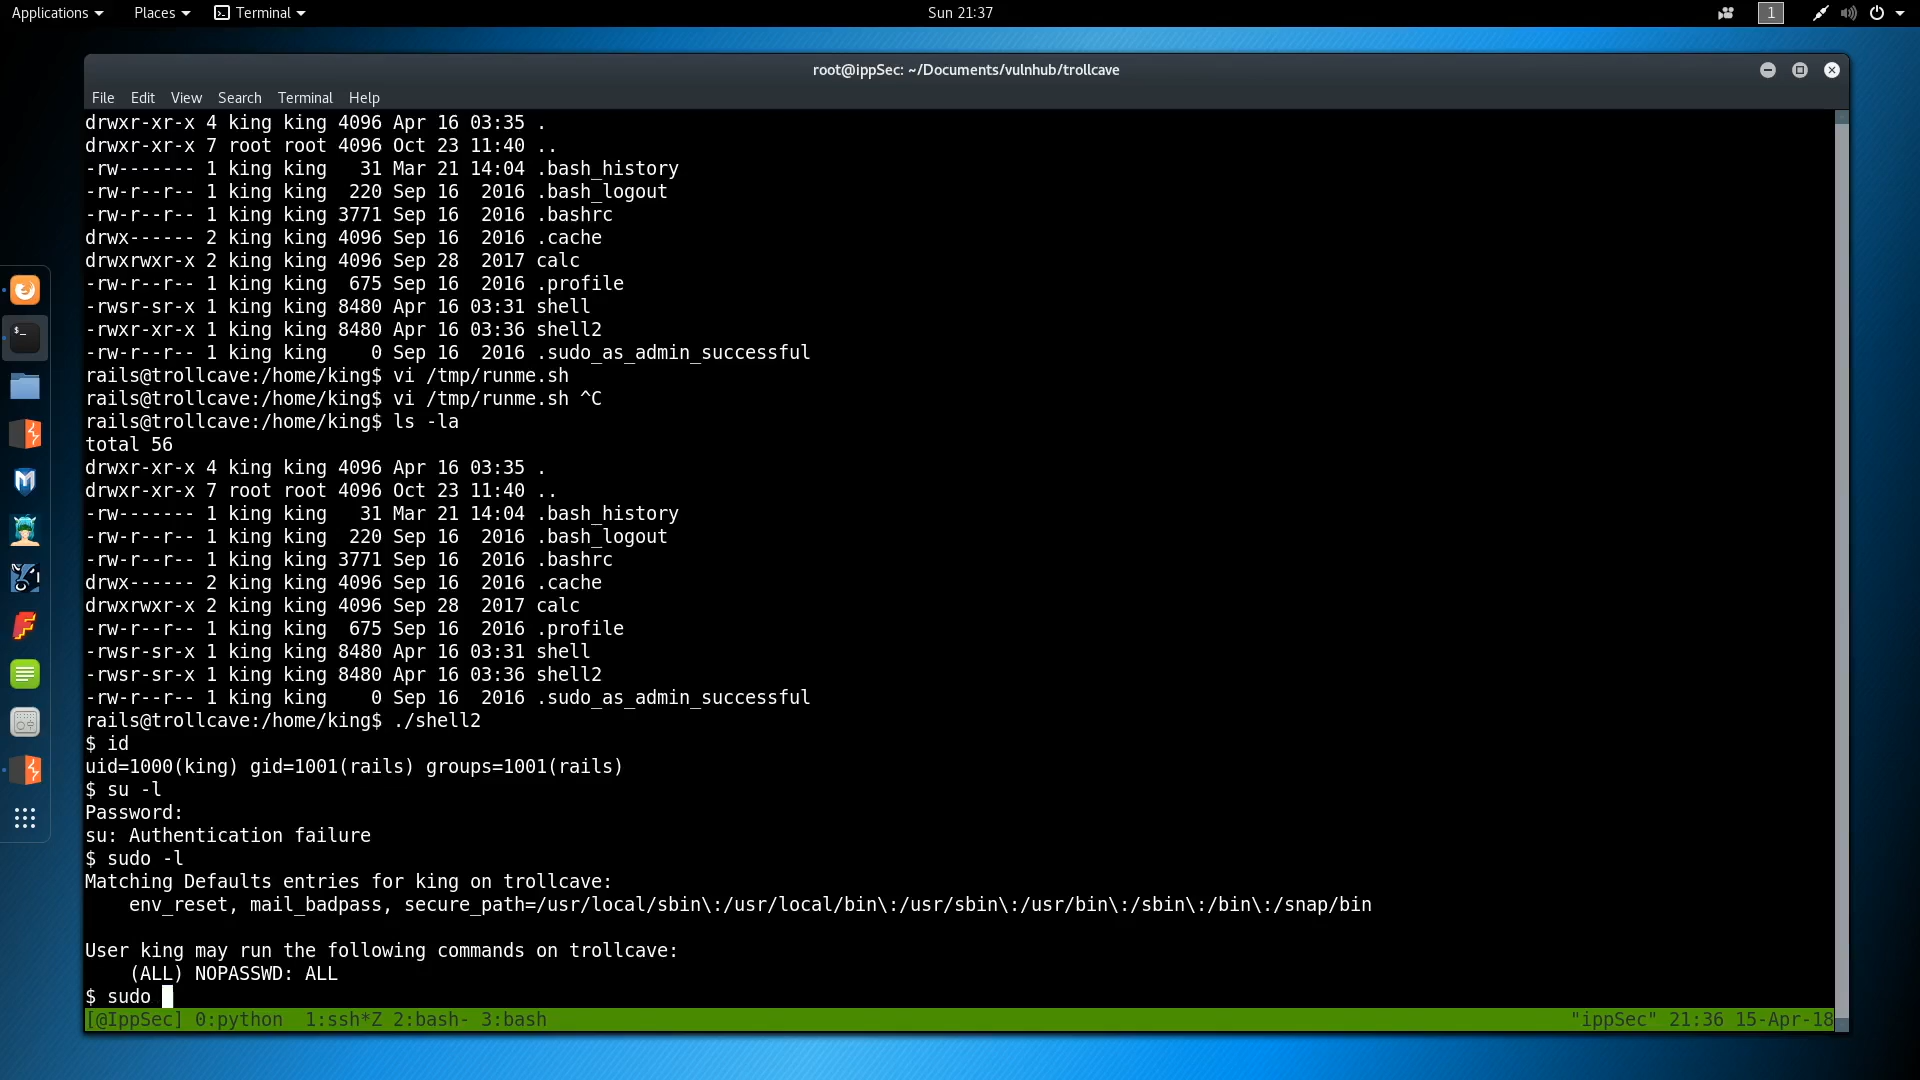 Applications Places Terminal Sun 21:37 1
root@ippSec: ~/Documents/vulnhub/trollcave
File Edit View Search Terminal Help
drwxr-xr-x 4 king king 4096 Apr 16 03:35 .
drwxr-xr-x 7 root root 4096 Oct 23 11:40 ..
-rw------- 1 king king   31 Mar 21 14:04 .bash_history
-rw-r--r-- 1 king king  220 Sep 16  2016 .bash_logout
-rw-r--r-- 1 king king 3771 Sep 16  2016 .bashrc
drwx------ 2 king king 4096 Sep 16  2016 .cache
drwxrwxr-x 2 king king 4096 Sep 28  2017 calc
-rw-r--r-- 1 king king  675 Sep 16  2016 .profile
-rwsr-sr-x 1 king king 8480 Apr 16 03:31 shell
-rwxr-xr-x 1 king king 8480 Apr 16 03:36 shell2
-rw-r--r-- 1 king king    0 Sep 16  2016 .sudo_as_admin_successful
rails@trollcave:/home/king$ vi /tmp/runme.sh
rails@trollcave:/home/king$ vi /tmp/runme.sh ^C
rails@trollcave:/home/king$ ls -la
total 56
drwxr-xr-x 4 king king 4096 Apr 16 03:35 .
drwxr-xr-x 7 root root 4096 Oct 23 11:40 ..
-rw------- 1 king king   31 Mar 21 14:04 .bash_history
-rw-r--r-- 1 king king  220 Sep 16  2016 .bash_logout
-rw-r--r-- 1 king king 3771 Sep 16  2016 .bashrc
drwx------ 2 king king 4096 Sep 16  2016 .cache
drwxrwxr-x 2 king king 4096 Sep 28  2017 calc
-rw-r--r-- 1 king king  675 Sep 16  2016 .profile
-rwsr-sr-x 1 king king 8480 Apr 16 03:31 shell
-rwsr-sr-x 1 king king 8480 Apr 16 03:36 shell2
-rw-r--r-- 1 king king    0 Sep 16  2016 .sudo_as_admin_successful
rails@trollcave:/home/king$ ./shell2
$ id
uid=1000(king) gid=1001(rails) groups=1001(rails)
$ su -l
Password:
su: Authentication failure
$ sudo -l
Matching Defaults entries for king on trollcave:
    env_reset, mail_badpass, secure_path=/usr/local/sbin\:/usr/local/bin\:/usr/sbin\:/usr/bin\:/sbin\:/bin\:/snap/bin
User king may run the following commands on trollcave:
    (ALL) NOPASSWD: ALL
$ sudo
[@IppSec] 0:python  1:ssh*Z 2:bash- 3:bash "ippSec" 21:36 15-Apr-18